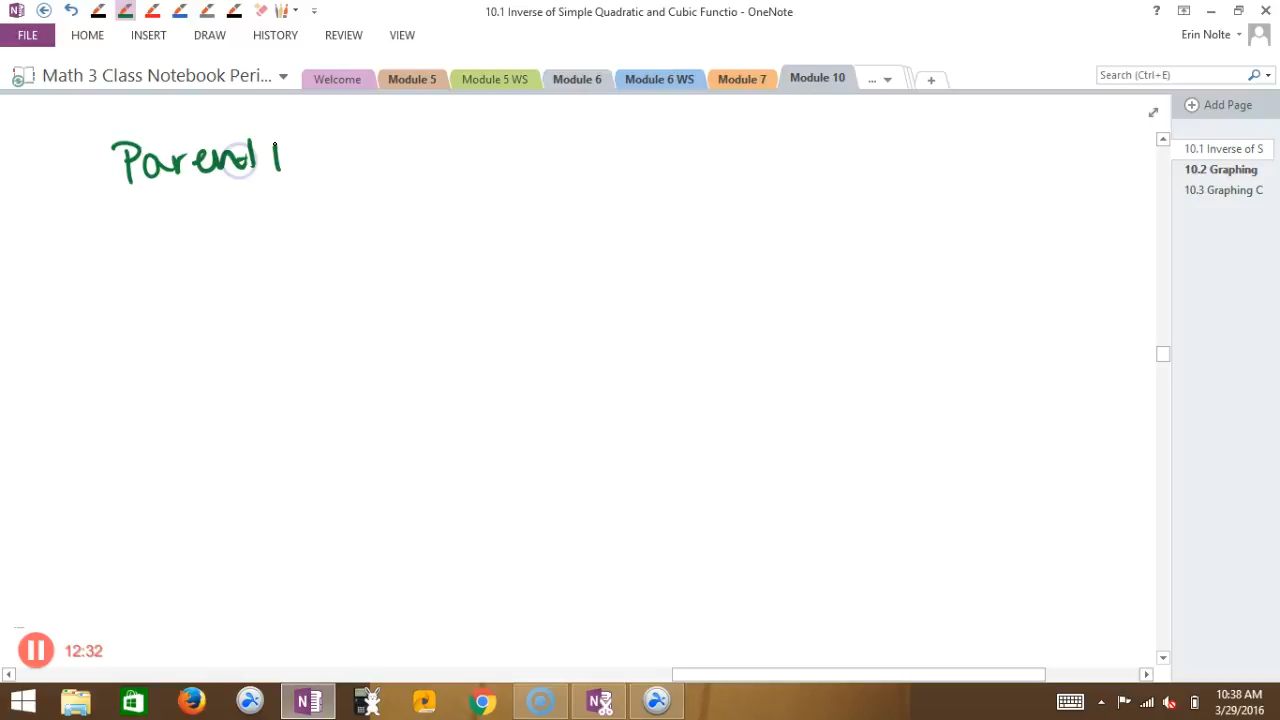 10.1 Inverse of Simple Quadratic and Cubic Functio - OneNote
?
FILE HOME INSERT DRAW HISTORY REVIEW VIEW
Erin Nolte
Math 3 Class Notebook Peri...
Welcome
Module 5
Module 5 WS
Module 6
Module 6 WS
Module 7
Module 10
...
+
Search (Ctrl+E)
Add Page
10.1 Inverse of S
10.2 Graphing
10.3 Graphing C
12:32
10:38 AM
3/29/2016